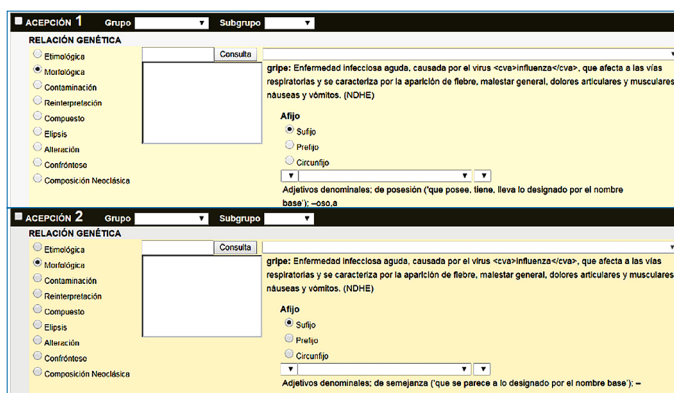 ACEPCIÓN 1 Grupo Subgrupo
RELACIÓN GENÉTICA
Etimológica Consulta
Morfológica
gripe: Enfermedad infecciosa aguda, causada por el virus <cva>influenza</cva>, que afecta a las vías
respiratorias y se caracteriza por la aparición de fiebre, malestar general, dolores articulares y musculares,
náuseas y vómitos. (NDHE)
Contaminación
Reinterpretación
Compuesto
Elipsis
Alteración
Confróntese
Composición Neoclásica
Afijo
Sufijo
Prefijo
Circunfijo
Adjetivos denominales; de posesión ('que posee, tiene, lleva lo designado por el nombre
base'); –oso,a
ACEPCIÓN 2 Grupo Subgrupo
RELACIÓN GENÉTICA
Etimológica Consulta
Morfológica
gripe: Enfermedad infecciosa aguda, causada por el virus <cva>influenza</cva>, que afecta a las vías
respiratorias y se caracteriza por la aparición de fiebre, malestar general, dolores articulares y musculares,
náuseas y vómitos. (NDHE)
Contaminación
Reinterpretación
Compuesto
Elipsis
Alteración
Confróntese
Composición Neoclásica
Afijo
Sufijo
Prefijo
Circunfijo
Adjetivos denominales; de semejanza ('que se parece a lo designado por el nombre base'); –